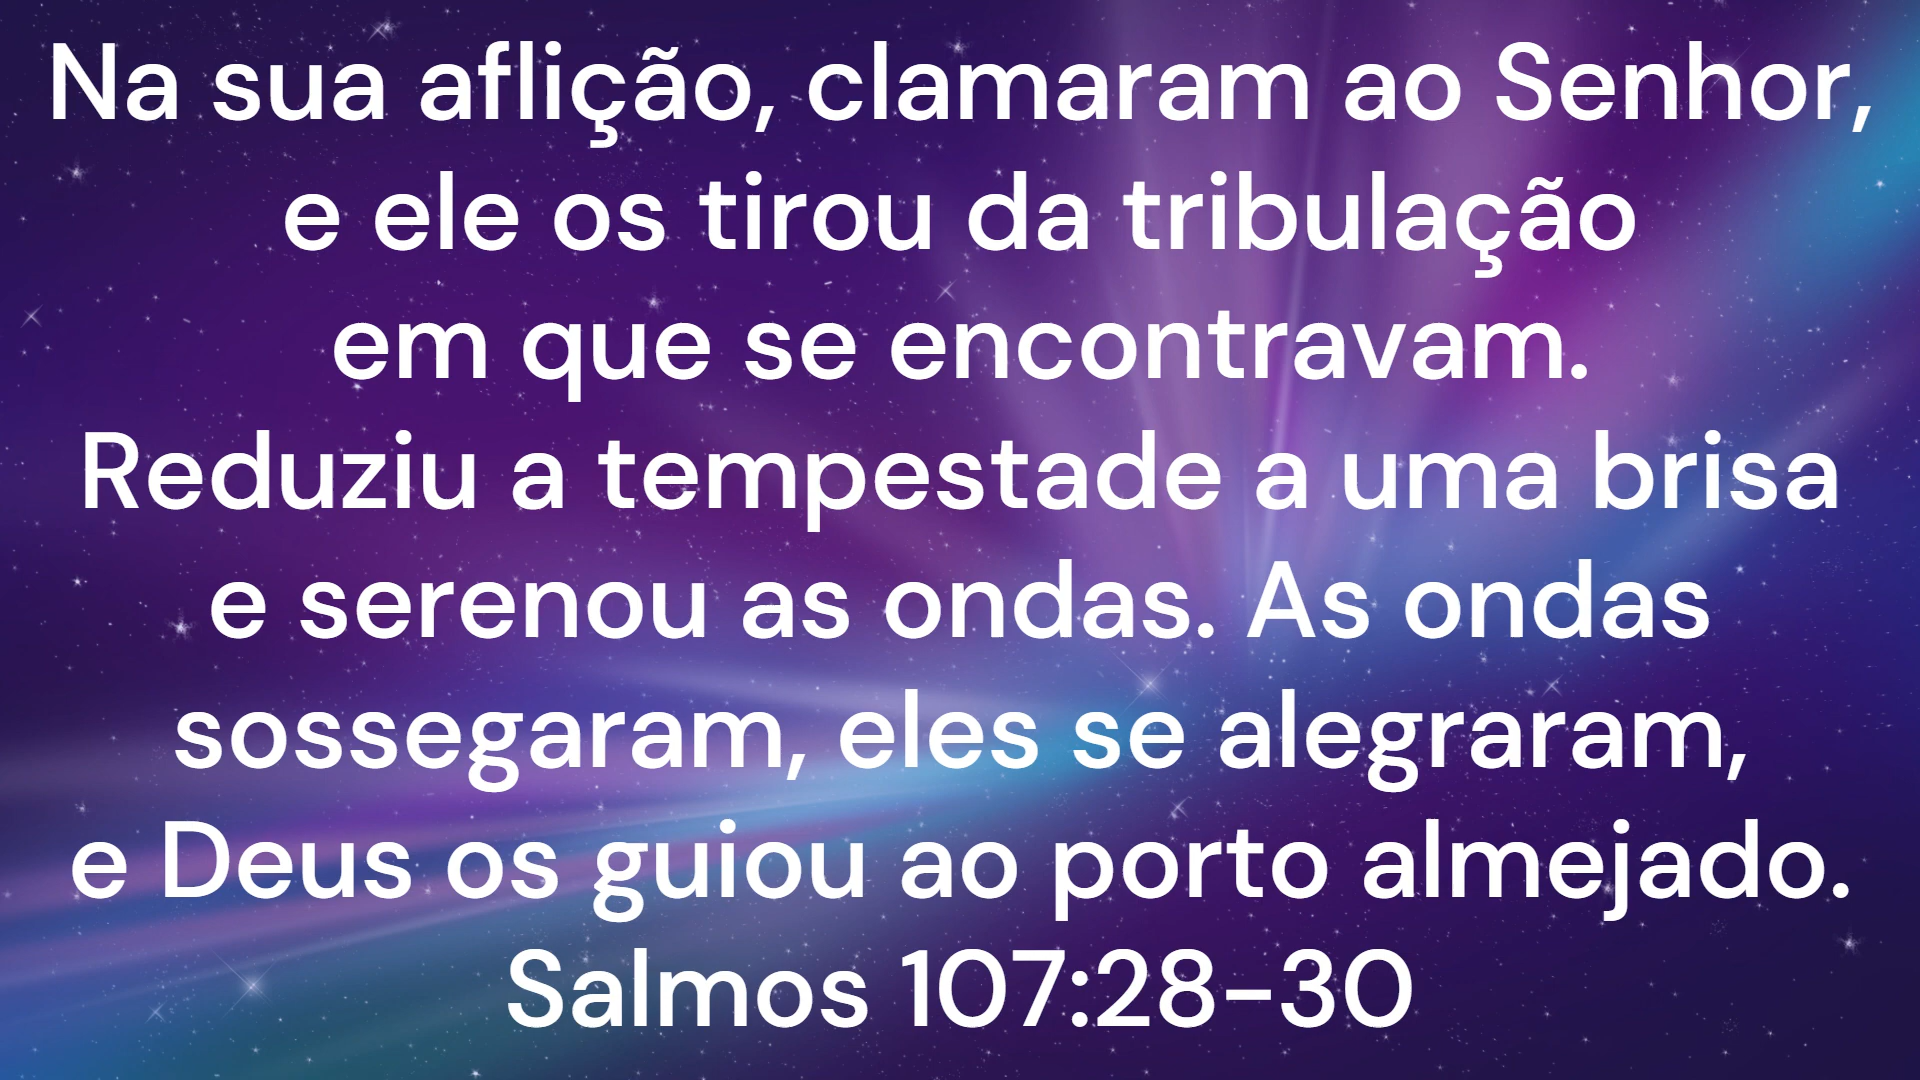 Na sua aflição, clamaram ao Senhor,
e ele os tirou da tribulação
em que se encontravam.
Reduziu a tempestade a uma brisa
e serenou as ondas. As ondas
sossegaram, eles se alegraram,
e Deus os guiou ao porto almejado.
Salmos 107:28-30